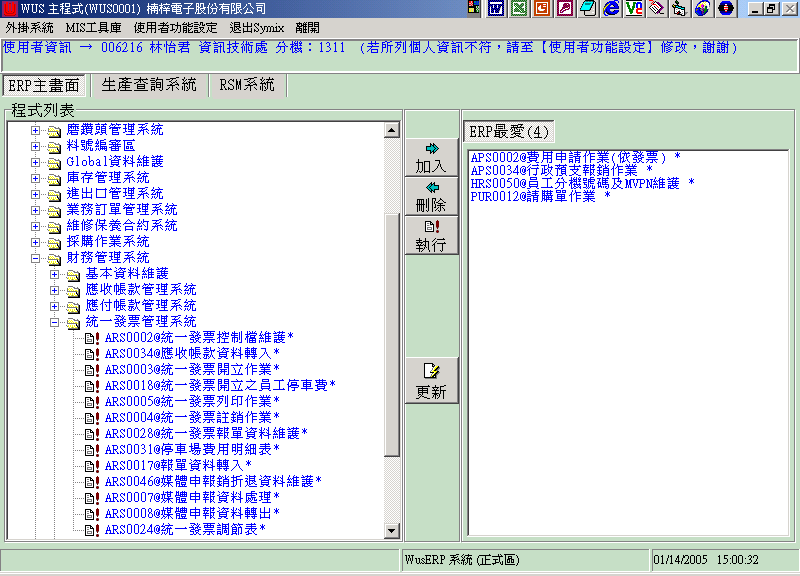 WUS 主程式(WUS0001) 楠梓電子股份有限公司
外掛系統 MIS工具庫 使用者功能設定 退出Symix 離開
使用者資訊 → 006216 林怡君 資訊技術處 分機：1311 (若所列個人資訊不符，請至【使用者功能設定】修改，謝謝)
ERP主畫面 生產查詢系統 RSM系統
程式列表
磨鑽頭管理系統
料號編審區
Global資料維護
庫存管理系統
進出口管理系統
業務訂單管理系統
維修保養合約系統
採購作業系統
財務管理系統
基本資料維護
應收帳款管理系統
應付帳款管理系統
統一發票管理系統
ARS0002@統一發票控制檔維護*
ARS0034@應收帳款資料轉入*
ARS0003@統一發票開立作業*
ARS0018@統一發票開立之員工停車費*
ARS0005@統一發票列印作業*
ARS0004@統一發票註銷作業*
ARS0028@統一發票報單資料維護*
ARS0031@停車場費用明細表*
ARS0017@報單資料轉入*
ARS0046@媒體申報銷折退資料維護*
ARS0007@媒體申報資料處理*
ARS0008@媒體申報資料轉出*
ARS0024@統一發票調節表*
加入
刪除
執行
更新
ERP最愛(4)
APS0002@費用申請作業(依發票) *
APS0034@行政預支報銷作業 *
HRS0050@員工分機號碼及MVPN維護 *
PUR0012@請購單作業 *
WusERP 系統 (正式區) 01/14/2005 15:00:32